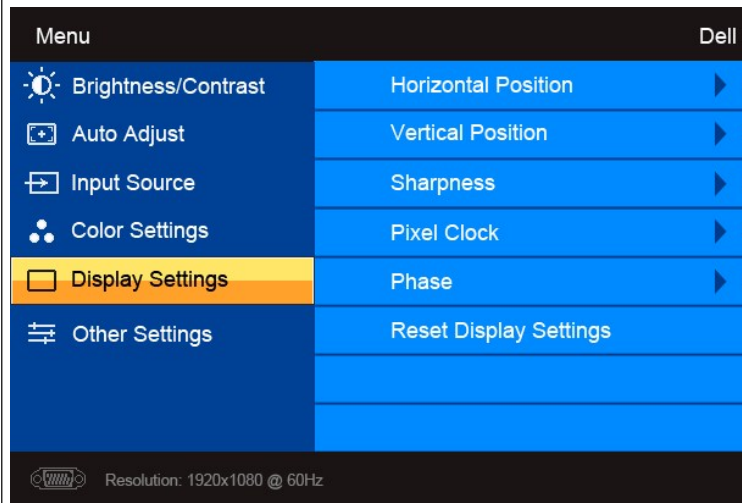 Menu Dell
Brightness/Contrast
Auto Adjust
Input Source
Color Settings
Display Settings
Other Settings
Horizontal Position
Vertical Position
Sharpness
Pixel Clock
Phase
Reset Display Settings
Resolution: 1920x1080 @ 60Hz